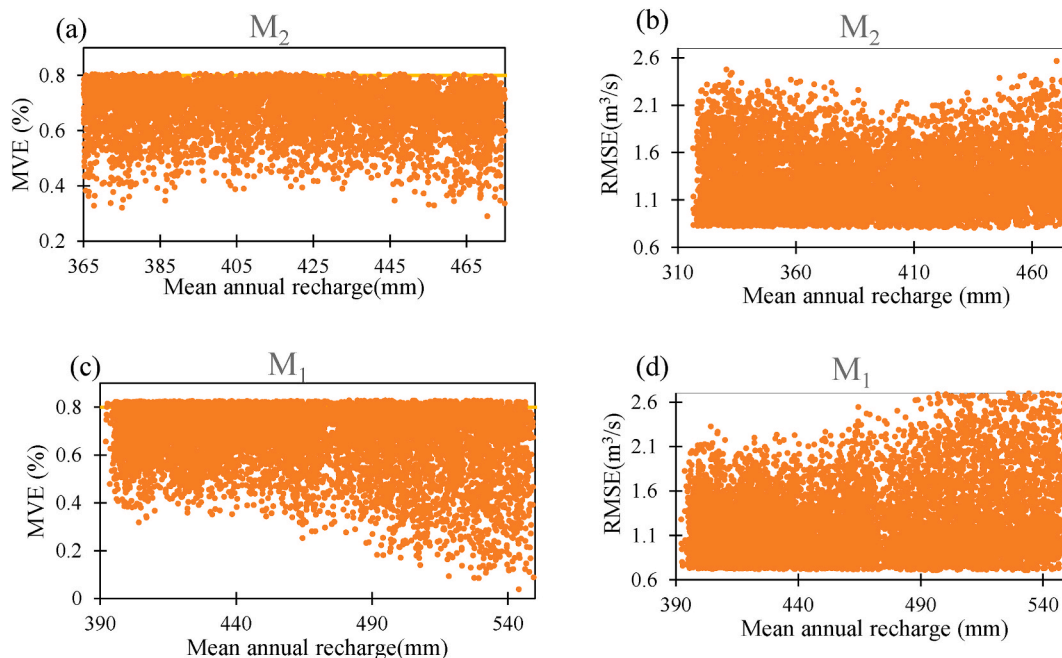 (a)
M₂
MVE (%)
0.8
0.6
0.4
0.2
365 385 405 425 445 465
Mean annual recharge(mm)
(b)
M₂
RMSE(m³/s)
2.6
2.1
1.6
1.1
0.6
310 360 410 460
Mean annual recharge (mm)
(c)
M₁
MVE (%)
0.8
0.6
0.4
0.2
0
390 440 490 540
Mean annual recharge(mm)
(d)
M₁
RMSE(m³/s)
2.6
2.1
1.6
1.1
0.6
390 440 490 540
Mean annual recharge (mm)